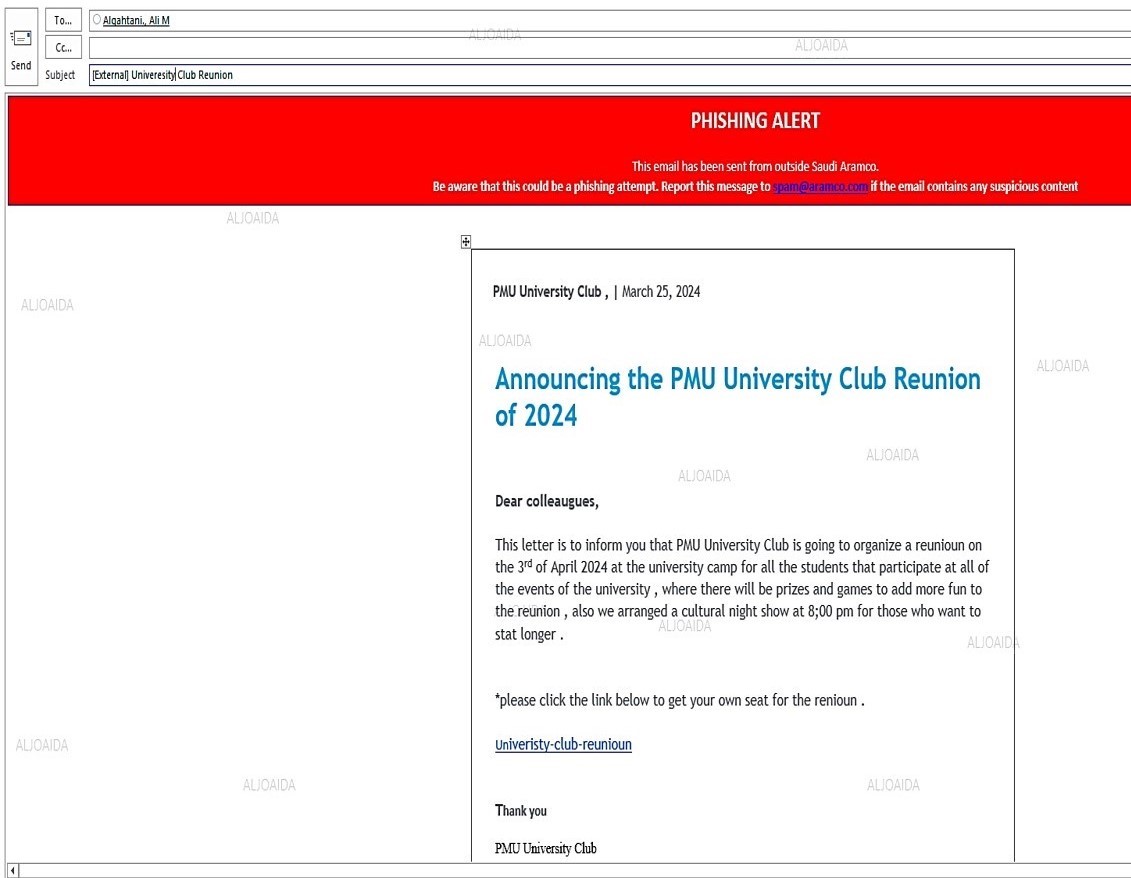 To...
Alqahtani., Ali M
Send
Cc...
Subject
[External] Univeresity Club Reunion
ALJOAIDA
ALJOAIDA
PHISHING ALERT
This email has been sent from outside Saudi Aramco.
Be aware that this could be a phishing attempt. Report this message to spam@aramco.com if the email contains any suspicious content
ALJOAIDA
PMU University Club , | March 25, 2024
ALJOAIDA
ALJOAIDA
ALJOAIDA
Announcing the PMU University Club Reunion
of 2024
ALJOAIDA
ALJOAIDA
Dear colleaugues,
This letter is to inform you that PMU University Club is going to organize a reunioun on
the 3rd of April 2024 at the university camp for all the students that participate at all of
the events of the university , where there will be prizes and games to add more fun to
the reunion , also we arranged a cultural night show at 8;00 pm for those who want to
ALJOAIDA
stat longer .
ALJOAIDA
*please click the link below to get your own seat for the renioun .
Univeristy-club-reunioun
ALJOAIDA
ALJOAIDA
ALJOAIDA
Thank you
PMU University Club